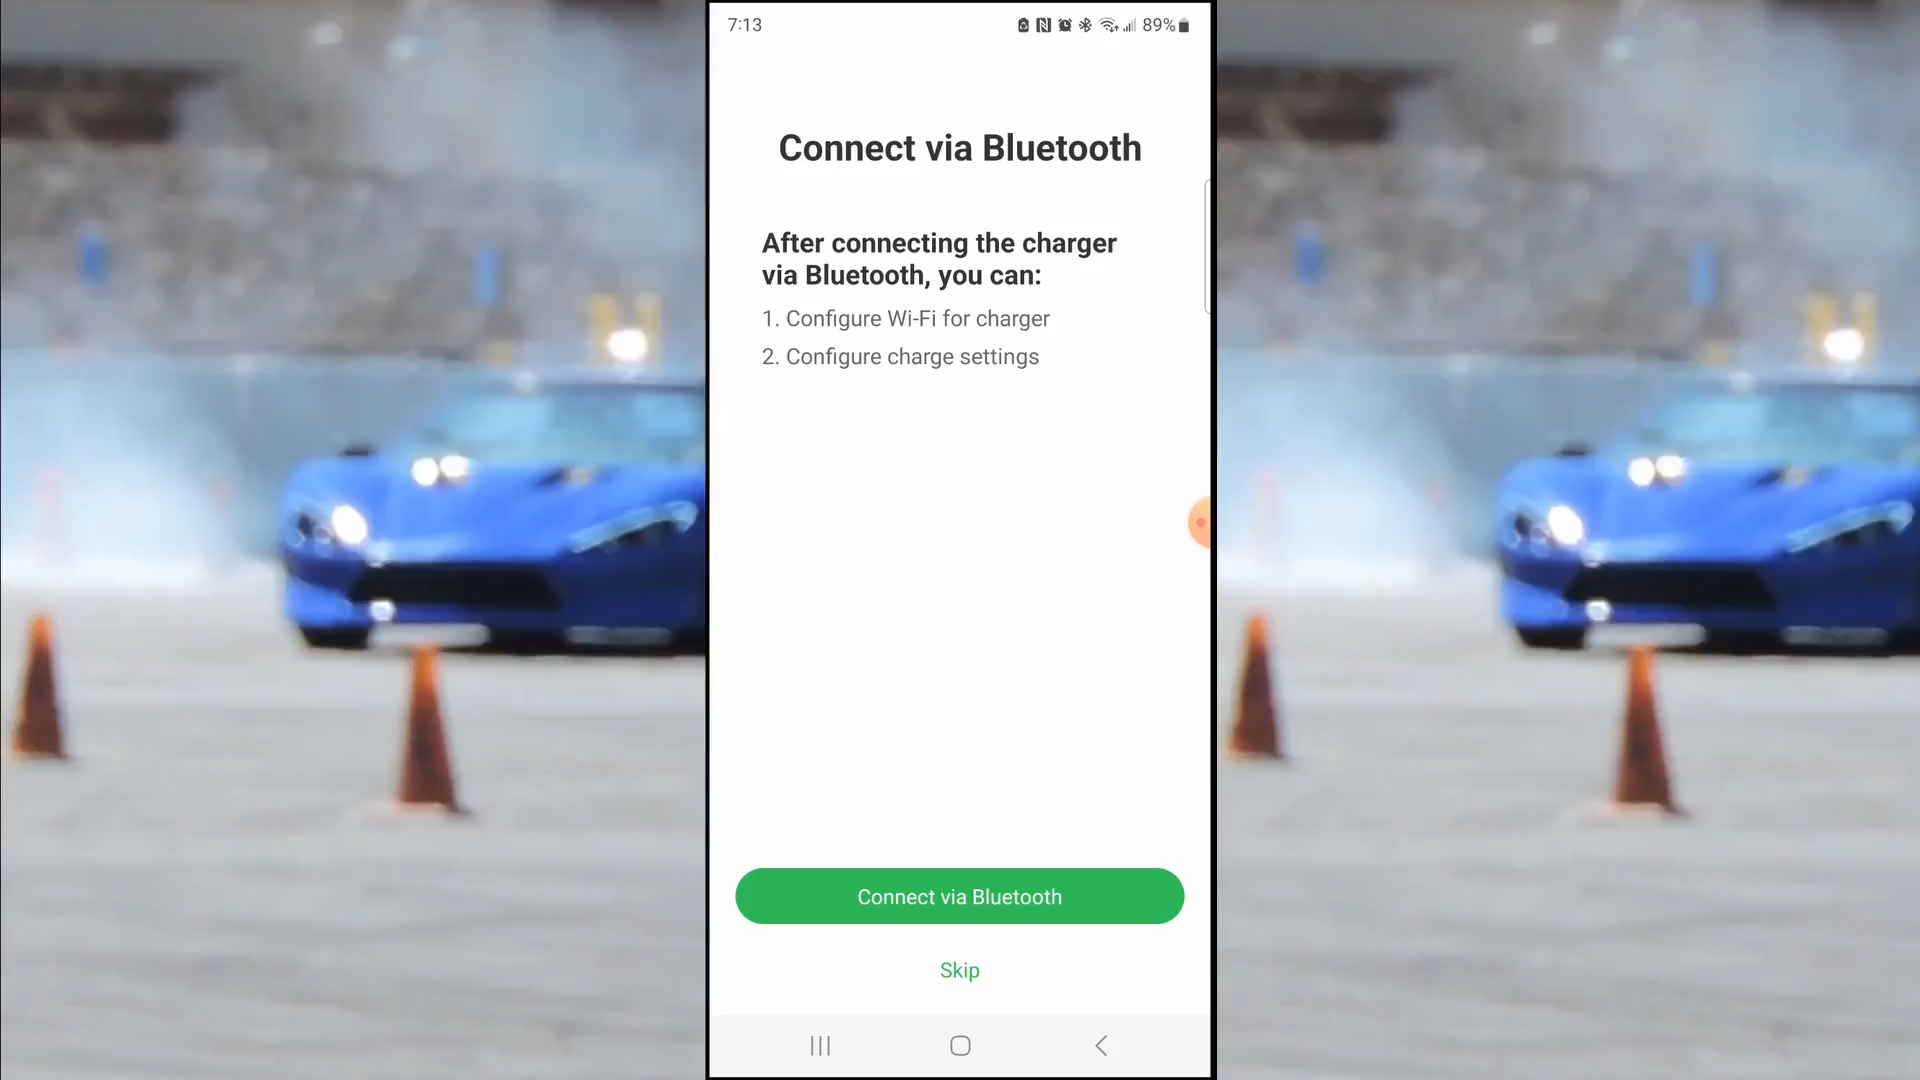 7:13
89%
Connect via Bluetooth
After connecting the charger
via Bluetooth, you can:
1. Configure Wi-Fi for charger
2. Configure charge settings
Connect via Bluetooth
Skip